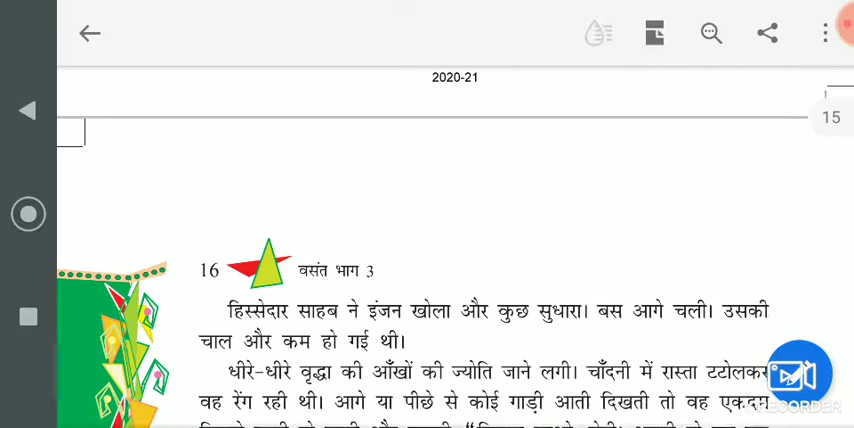 2020-21
15
16 वसंत भाग 3
हिस्सेदार साहब ने इंजन खोला और कुछ सुधारा। बस आगे चली। उसकी
चाल और कम हो गई थी।
धीरे-धीरे वृद्धा की आँखों की ज्योति जाने लगी। चाँदनी में रास्ता टटोलकर
वह रेंग रही थी। आगे या पीछे से कोई गाड़ी आती दिखती तो वह एकदम
RECORDER